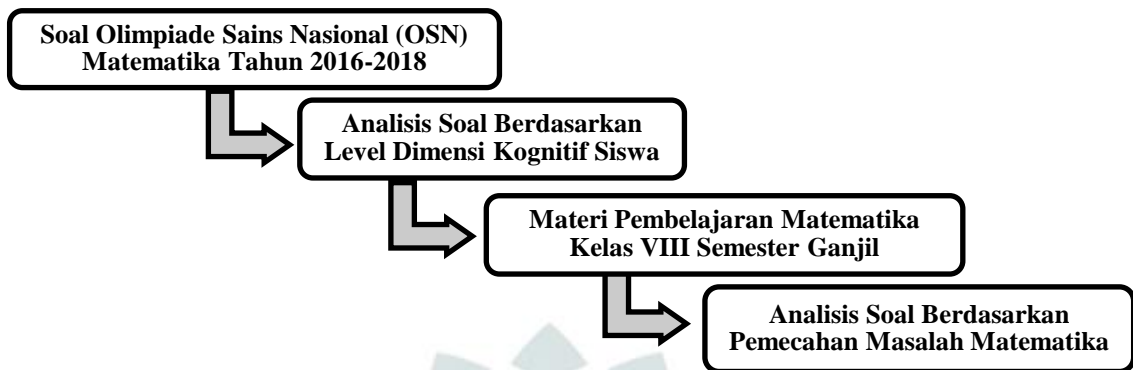 Soal Olimpiade Sains Nasional (OSN)
Matematika Tahun 2016-2018
Analisis Soal Berdasarkan
Level Dimensi Kognitif Siswa
Materi Pembelajaran Matematika
Kelas VIII Semester Ganjil
Analisis Soal Berdasarkan
Pemecahan Masalah Matematika